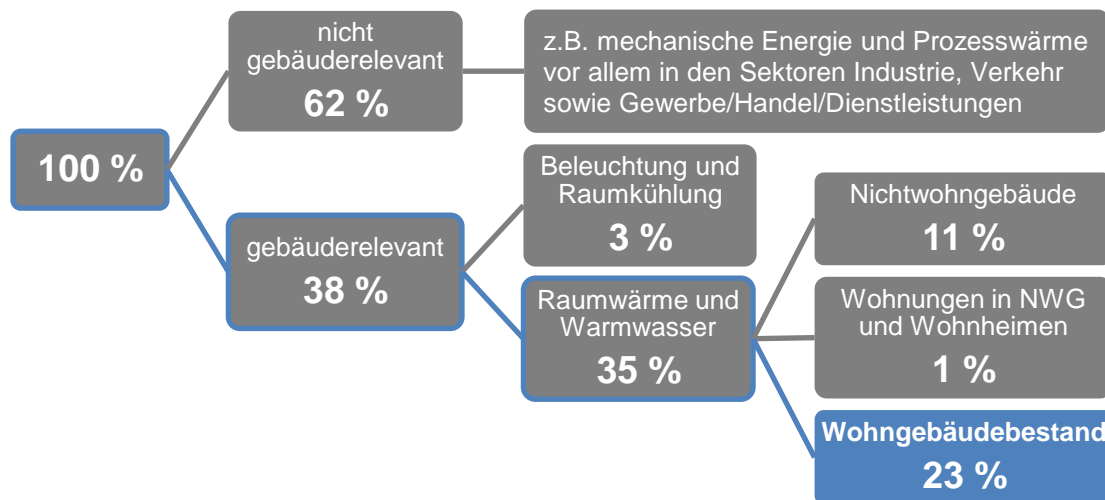 nicht
gebäuderelevant
62 %
z.B. mechanische Energie und Prozesswärme
vor allem in den Sektoren Industrie, Verkehr
sowie Gewerbe/Handel/Dienstleistungen
100 %
gebäuderelevant
38 %
Beleuchtung und
Raumkühlung
3 %
Raumwärme und
Warmwasser
35 %
Nichtwohngebäude
11 %
Wohnungen in NWG
und Wohnheimen
1 %
Wohngebäudebestand
23 %